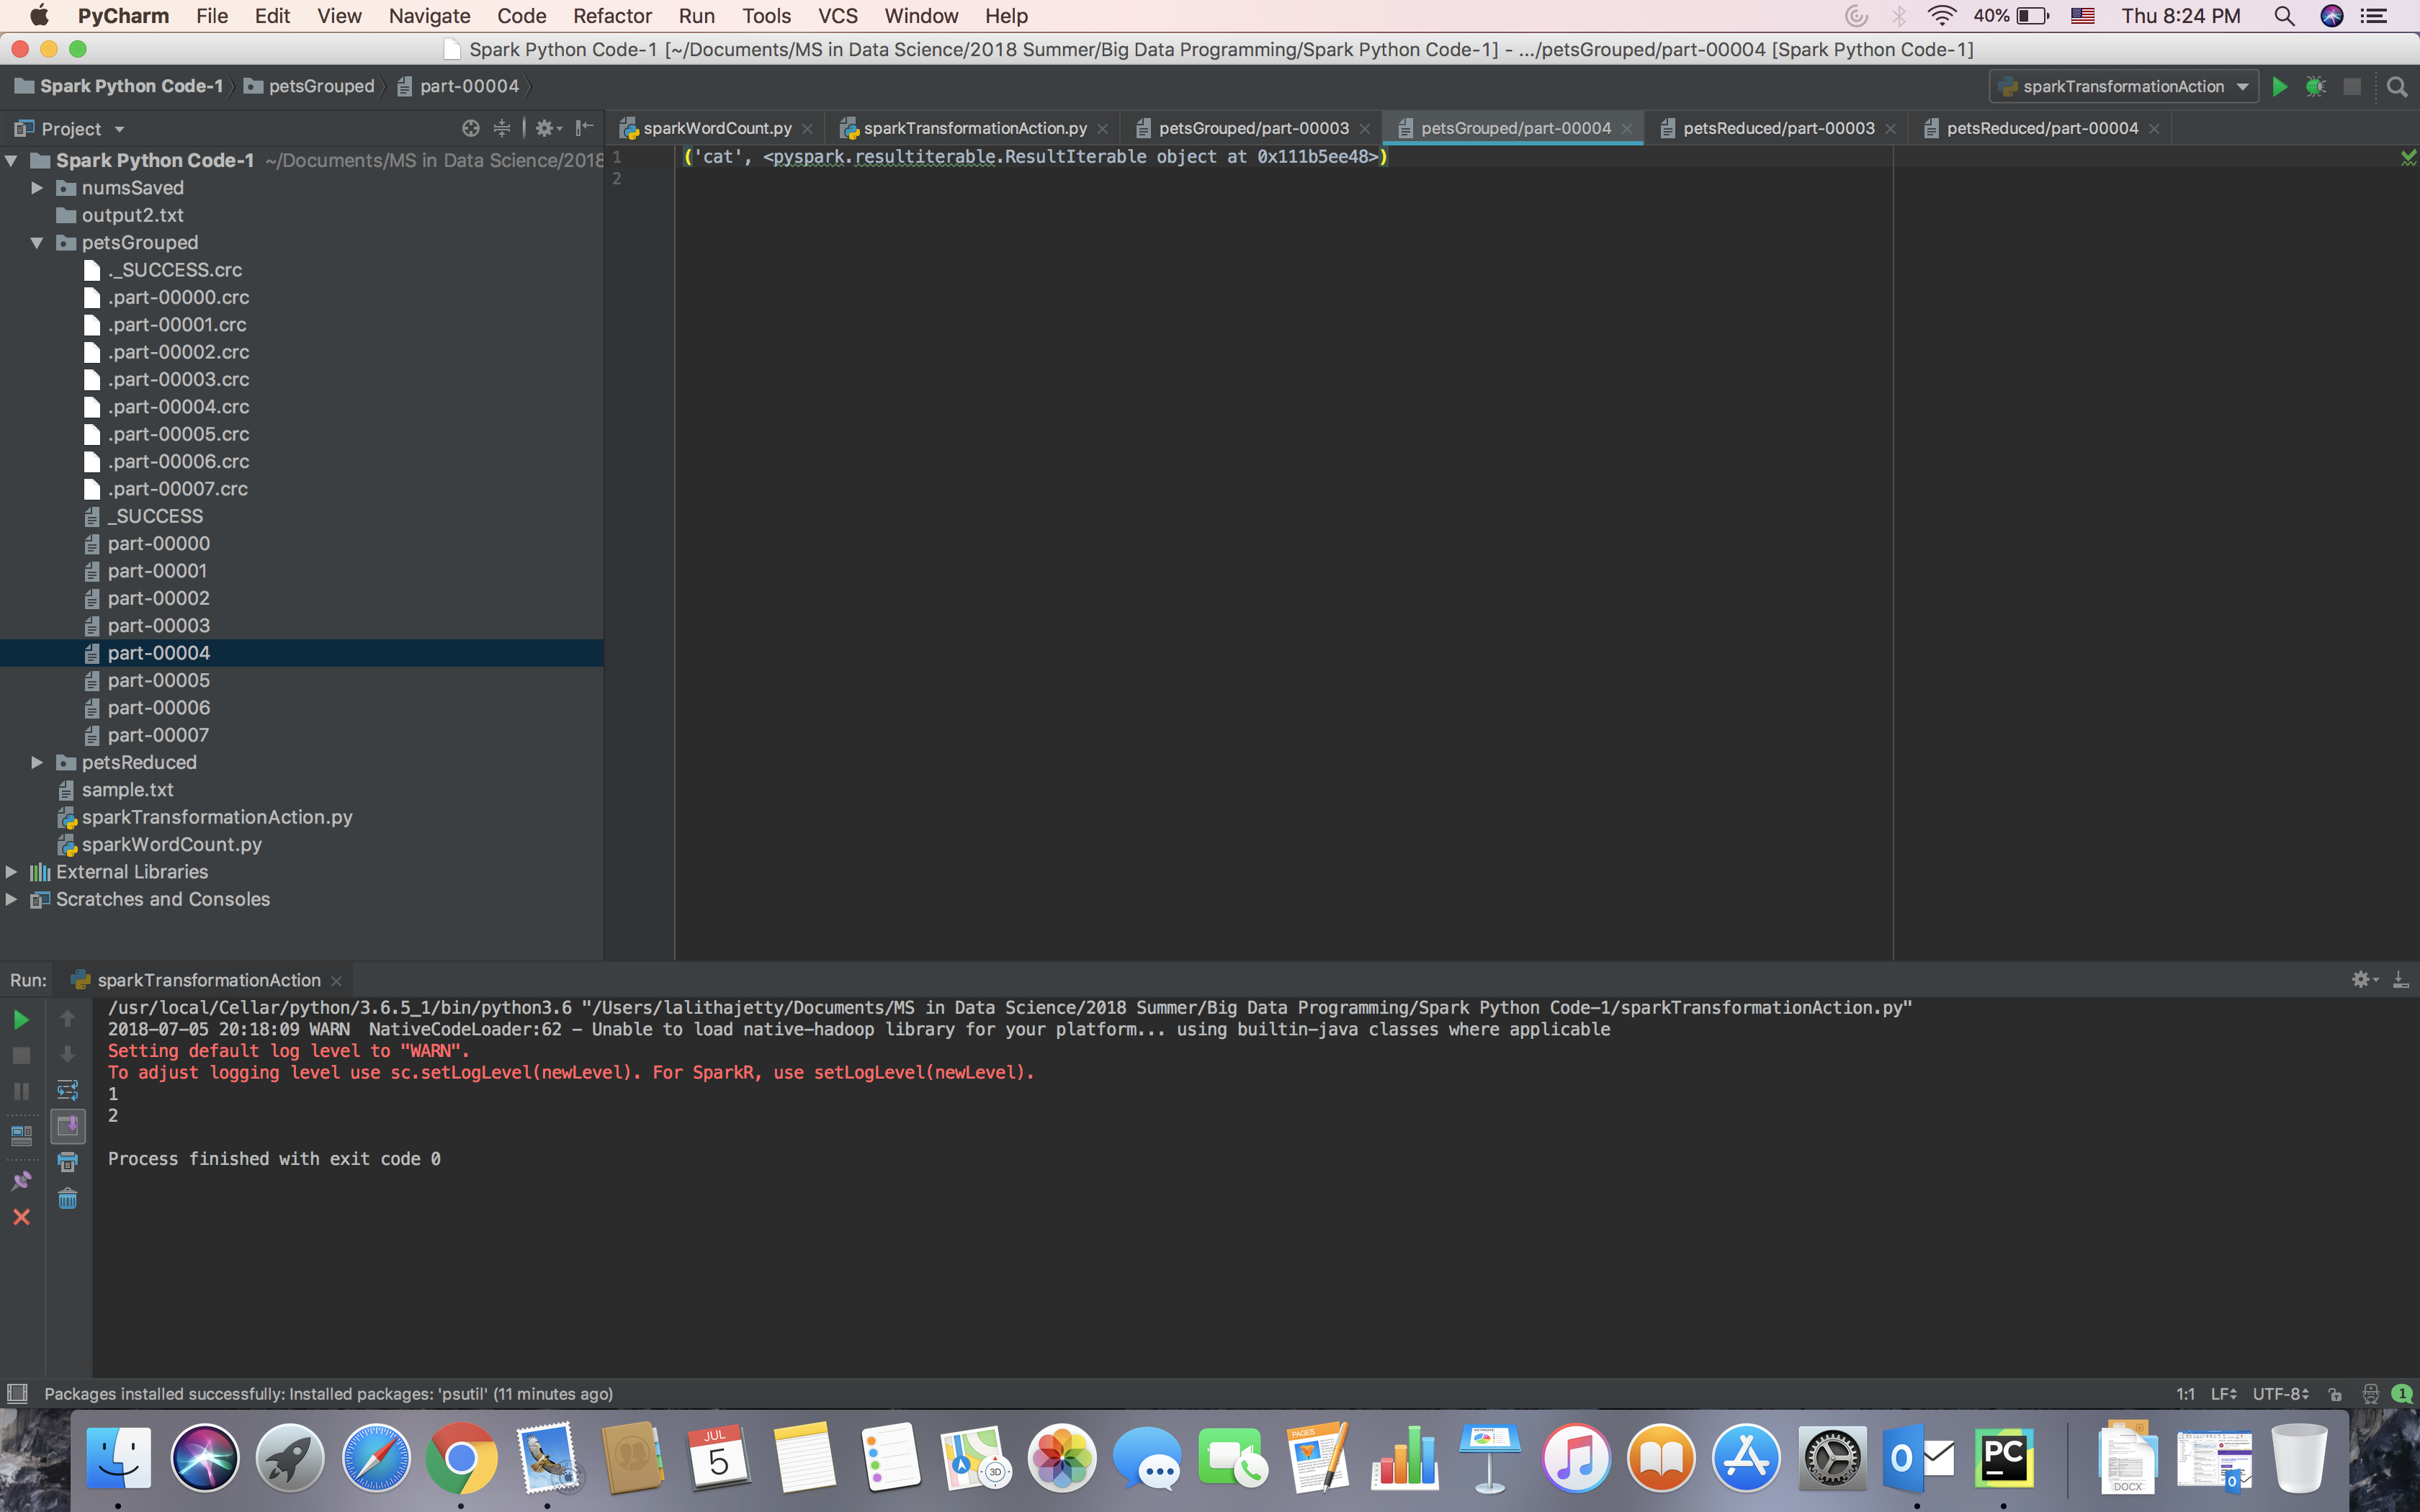 PyCharm File Edit View Navigate Code Refactor Run Tools VCS Window Help 40% Thu 8:24 PM
Spark Python Code-1 [~/Documents/MS in Data Science/2018 Summer/Big Data Programming/Spark Python Code-1] - .../petsGrouped/part-00004 [Spark Python Code-1]
Spark Python Code-1 petsGrouped part-00004 sparkTransformationAction
Project sparkWordCount.py sparkTransformationAction.py petsGrouped/part-00003 petsGrouped/part-00004 petsReduced/part-00003 petsReduced/part-00004
Spark Python Code-1 ~/Documents/MS in Data Science/2018
1 ('cat', <pyspark.resultiterable.ResultIterable object at 0x111b5ee48>)
2
numsSaved
output2.txt
petsGrouped
._SUCCESS.crc
.part-00000.crc
.part-00001.crc
.part-00002.crc
.part-00003.crc
.part-00004.crc
.part-00005.crc
.part-00006.crc
.part-00007.crc
_SUCCESS
part-00000
part-00001
part-00002
part-00003
part-00004
part-00005
part-00006
part-00007
petsReduced
sample.txt
sparkTransformationAction.py
sparkWordCount.py
External Libraries
Scratches and Consoles
Run: sparkTransformationAction
/usr/local/Cellar/python/3.6.5_1/bin/python3.6 "/Users/lalithajetty/Documents/MS in Data Science/2018 Summer/Big Data Programming/Spark Python Code-1/sparkTransformationAction.py"
2018-07-05 20:18:09 WARN  NativeCodeLoader:62 - Unable to load native-hadoop library for your platform... using builtin-java classes where applicable
Setting default log level to "WARN".
To adjust logging level use sc.setLogLevel(newLevel). For SparkR, use setLogLevel(newLevel).
1
2
Process finished with exit code 0
Packages installed successfully: Installed packages: 'psutil' (11 minutes ago) 1:1 LF UTF-8 1
JUL
5
3D
PAGES
O
PC
DOCX